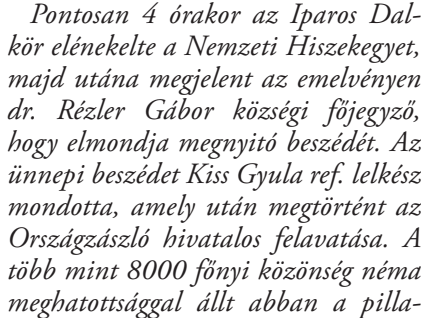 Pontosan 4 órakor az Iparos Dal-
kör elénekelte a Nemzeti Hiszekegyet,
majd utána megjelent az emelvényen
dr. Rézler Gábor községi főjegyző,
hogy elmondja megnyitó beszédét. Az
ünnepi beszédet Kiss Gyula ref. lelkész
mondotta, amely után megtörtént az
Országzászló hivatalos felavatása. A
több mint 8000 főnyi közönség néma
meghatottsággal állt abban a pilla-